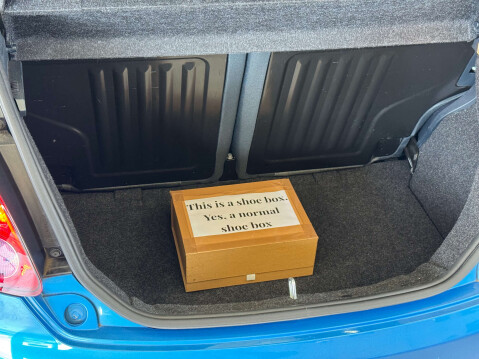 This is a shoe box.
Yes, a normal
shoe box